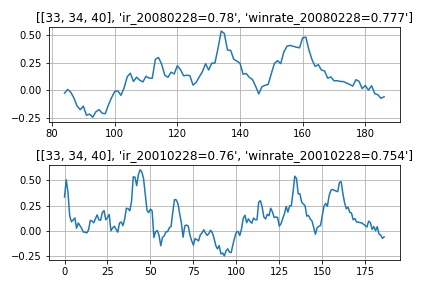 [[33, 34, 40], 'ir_20080228=0.78', 'winrate_20080228=0.777']
0.50
0.25
0.00
−0.25
80 100 120 140 160 180
[[33, 34, 40], 'ir_20010228=0.76', 'winrate_20010228=0.754']
0.50
0.25
0.00
−0.25
0 25 50 75 100 125 150 175